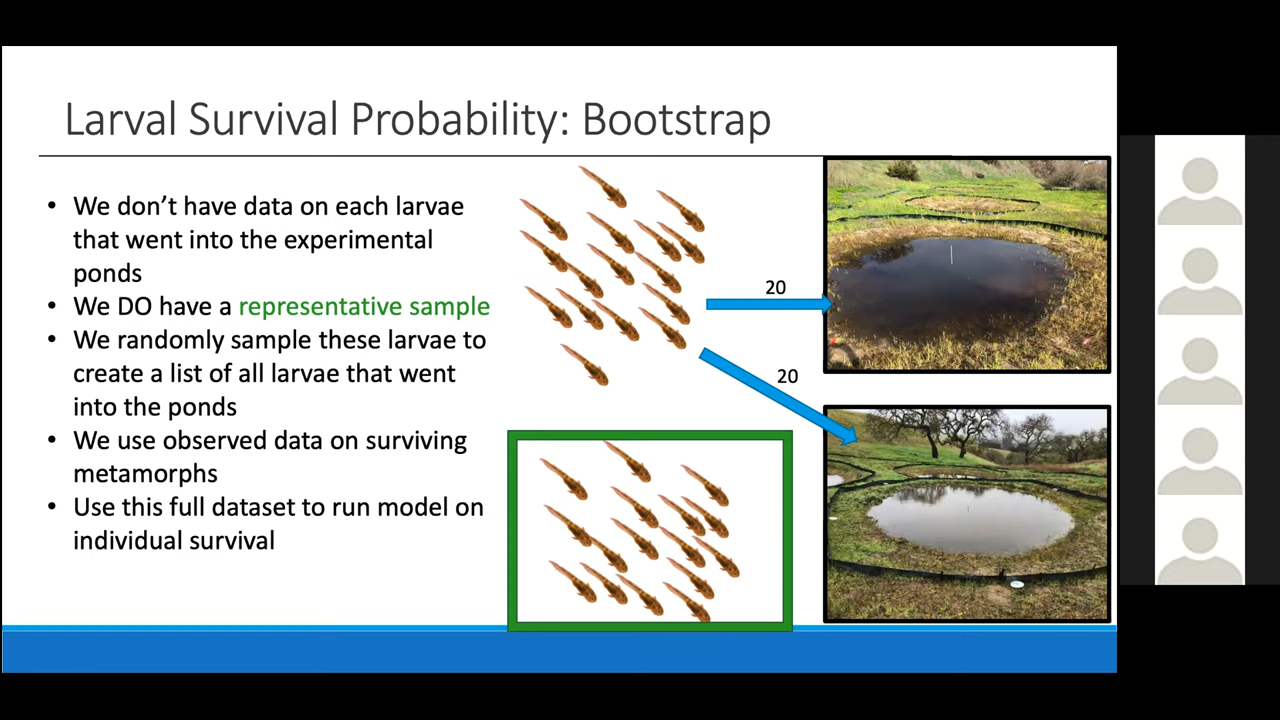 Larval Survival Probability: Bootstrap
• We don't have data on each larvae
that went into the experimental
ponds
• We DO have a representative sample
• We randomly sample these larvae to
create a list of all larvae that went
into the ponds
• We use observed data on surviving
metamorphs
• Use this full dataset to run model on
individual survival
20
20